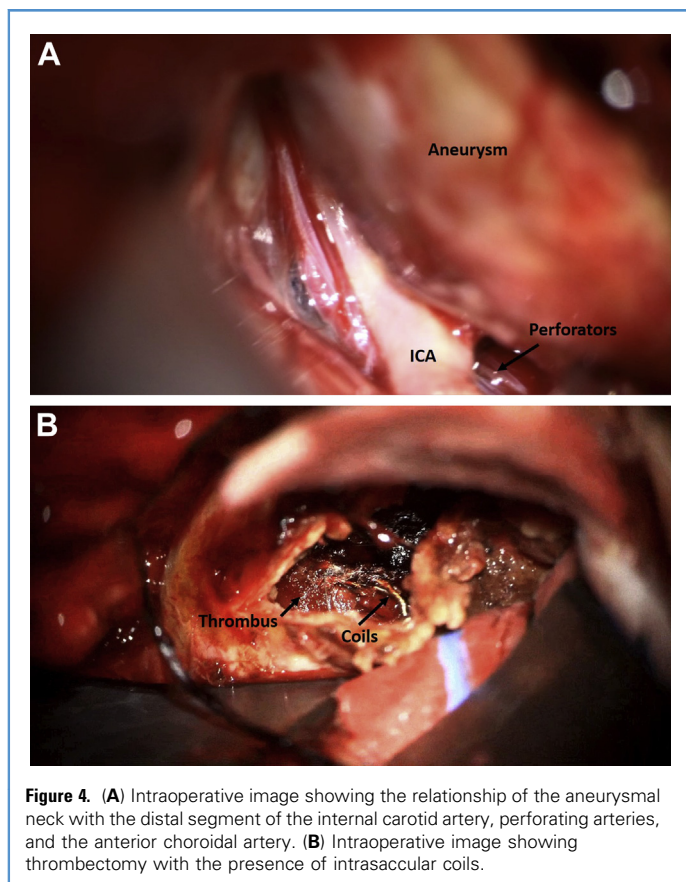 A
Aneurysm
Perforators
ICA
B
Thrombus
Coils
Figure 4. (A) Intraoperative image showing the relationship of the aneurysmal
neck with the distal segment of the internal carotid artery, perforating arteries,
and the anterior choroidal artery. (B) Intraoperative image showing
thrombectomy with the presence of intrasaccular coils.